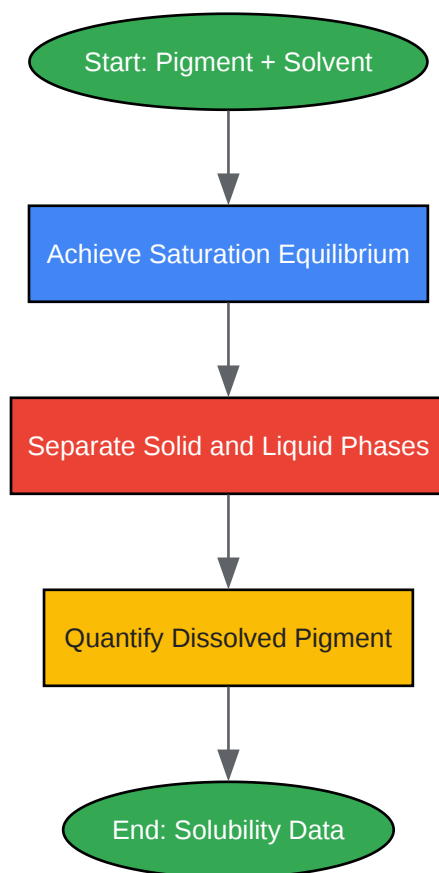 Start: Pigment + Solvent
Achieve Saturation Equilibrium
Separate Solid and Liquid Phases
Quantify Dissolved Pigment
End: Solubility Data